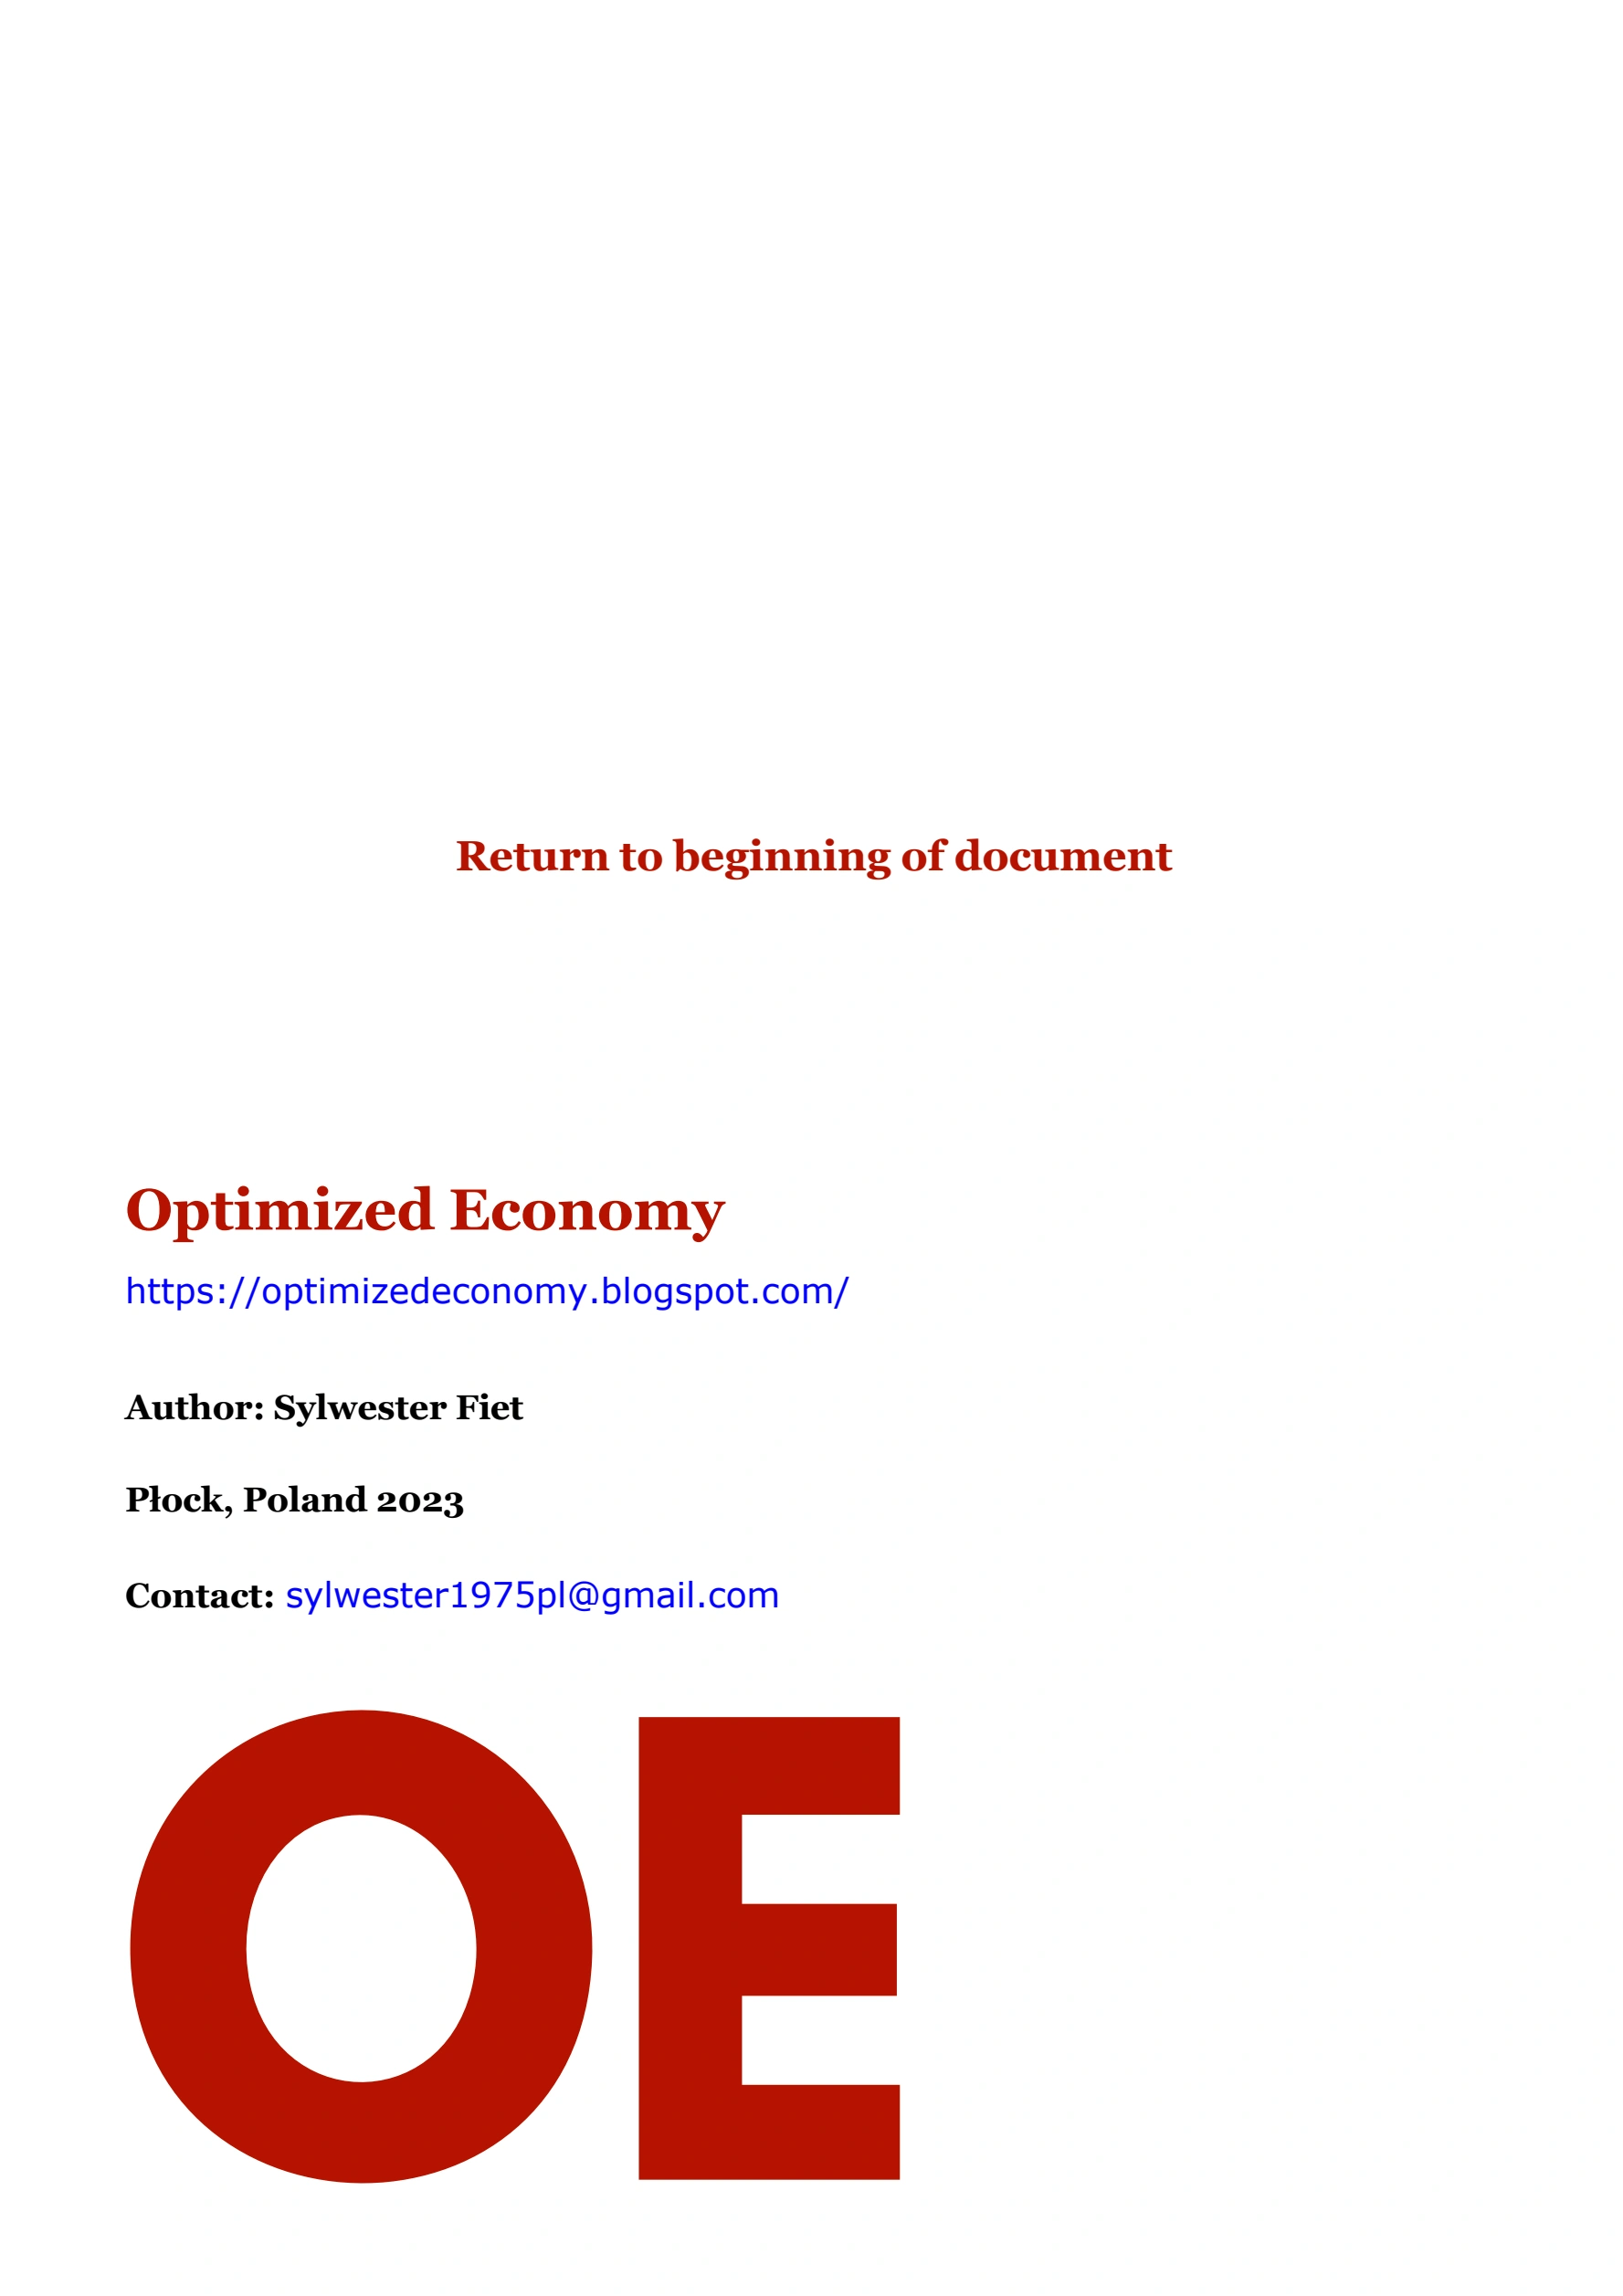 Return to beginning of document
Optimized Economy
https://optimizedeconomy.blogspot.com/
Author: Sylwester Fiet
Płock, Poland 2023
Contact: sylwester1975pl@gmail.com
OE